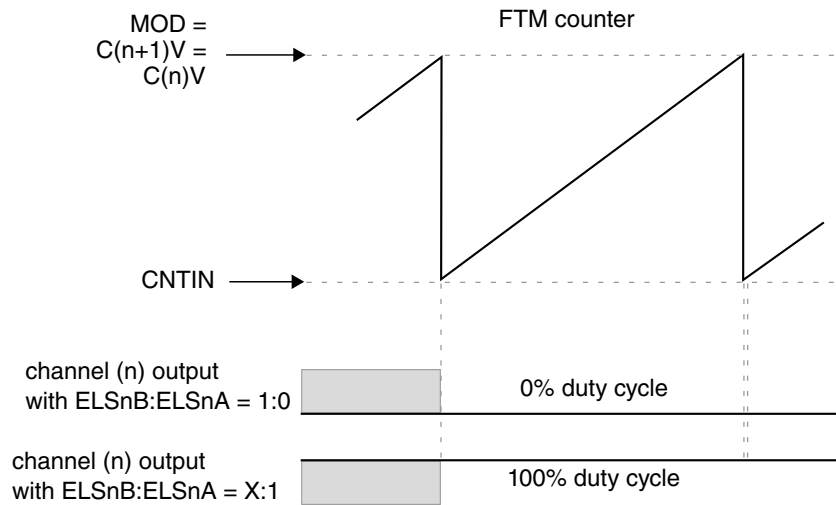 FTM counter
MOD =
C(n+1)V =
C(n)V
CNTIN
channel (n) output
with ELSnB:ELSnA = 1:0
0% duty cycle
channel (n) output
with ELSnB:ELSnA = X:1
100% duty cycle